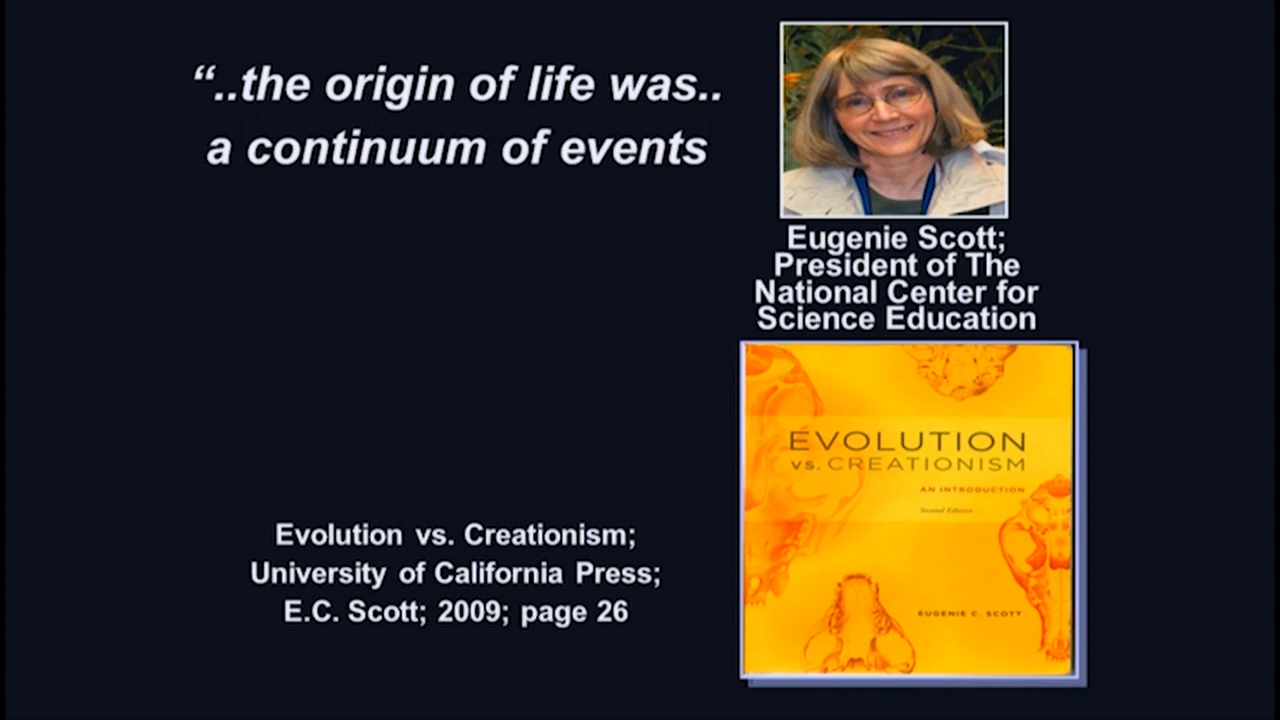 “..the origin of life was..
a continuum of events
Eugenie Scott;
President of The
National Center for
Science Education
EVOLUTION
VS. CREATIONISM
AN INTRODUCTION
Second Edition
EUGENIE C. SCOTT
Evolution vs. Creationism;
University of California Press;
E.C. Scott; 2009; page 26